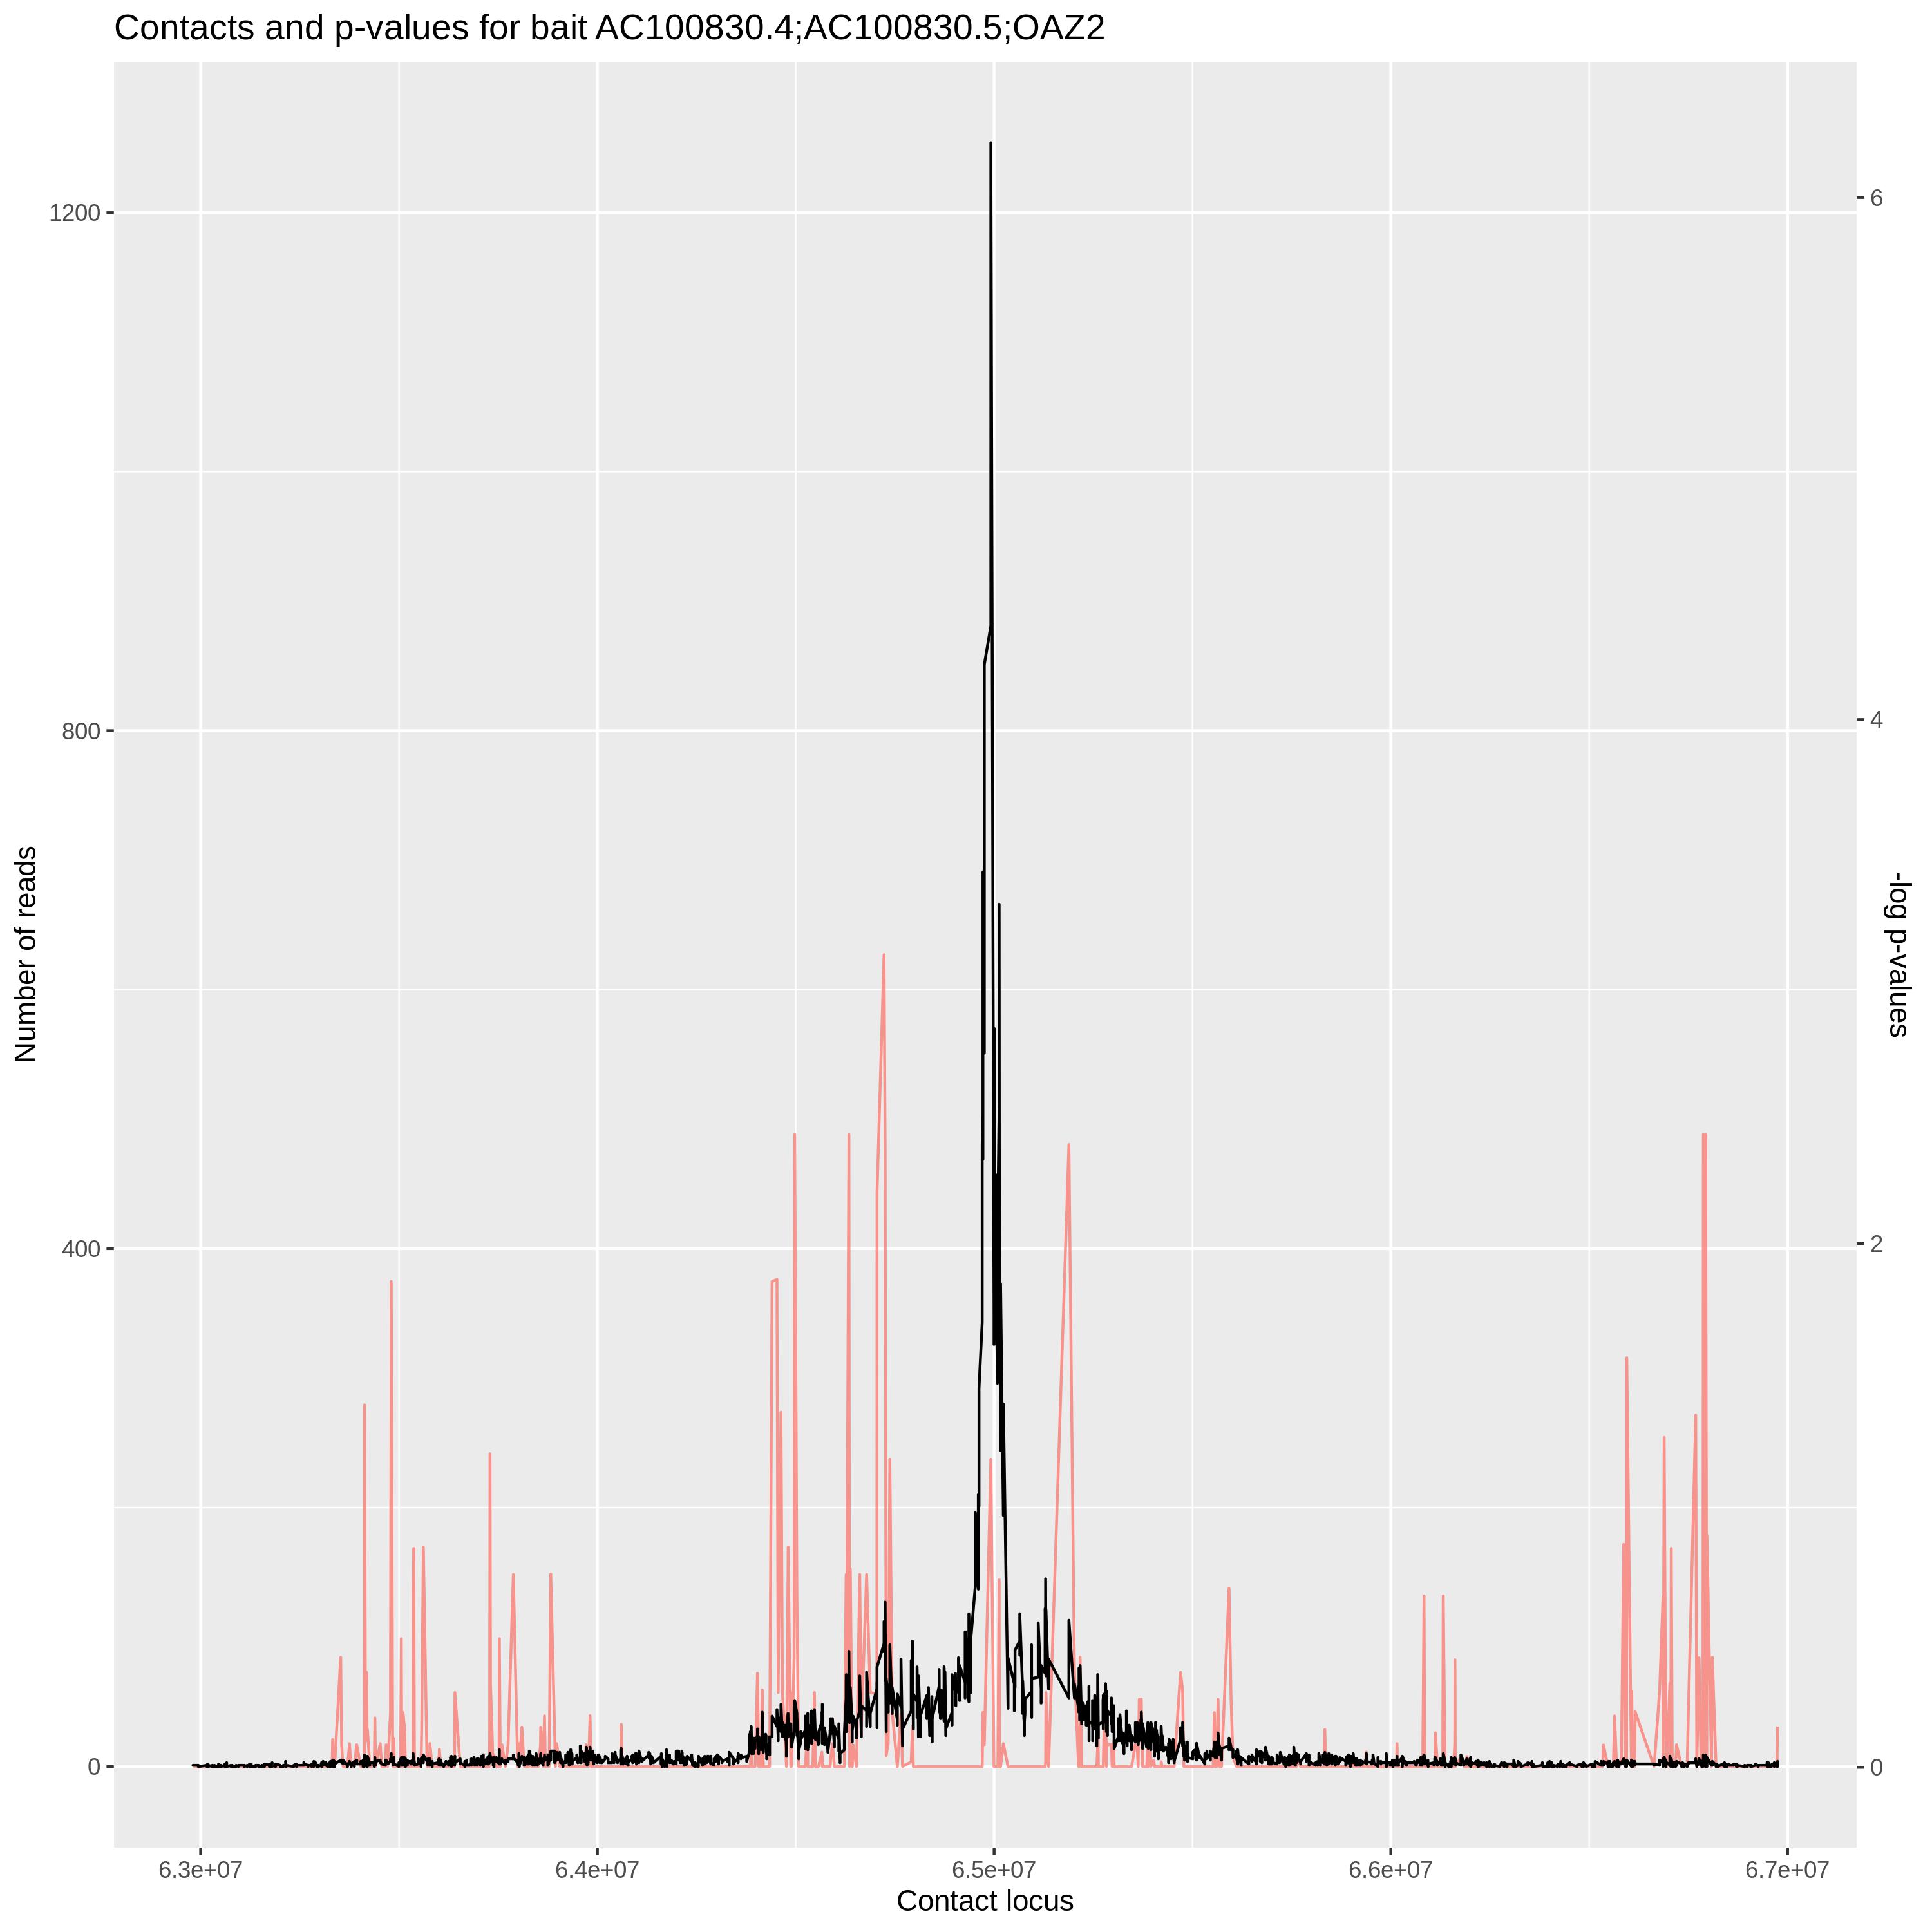 Contacts and p-values for bait AC100830.4;AC100830.5;OAZ2
1200
800
400
0
Number of reads
6
4
2
0
-log p-values
6.3e+07
6.4e+07
6.5e+07
6.6e+07
6.7e+07
Contact locus